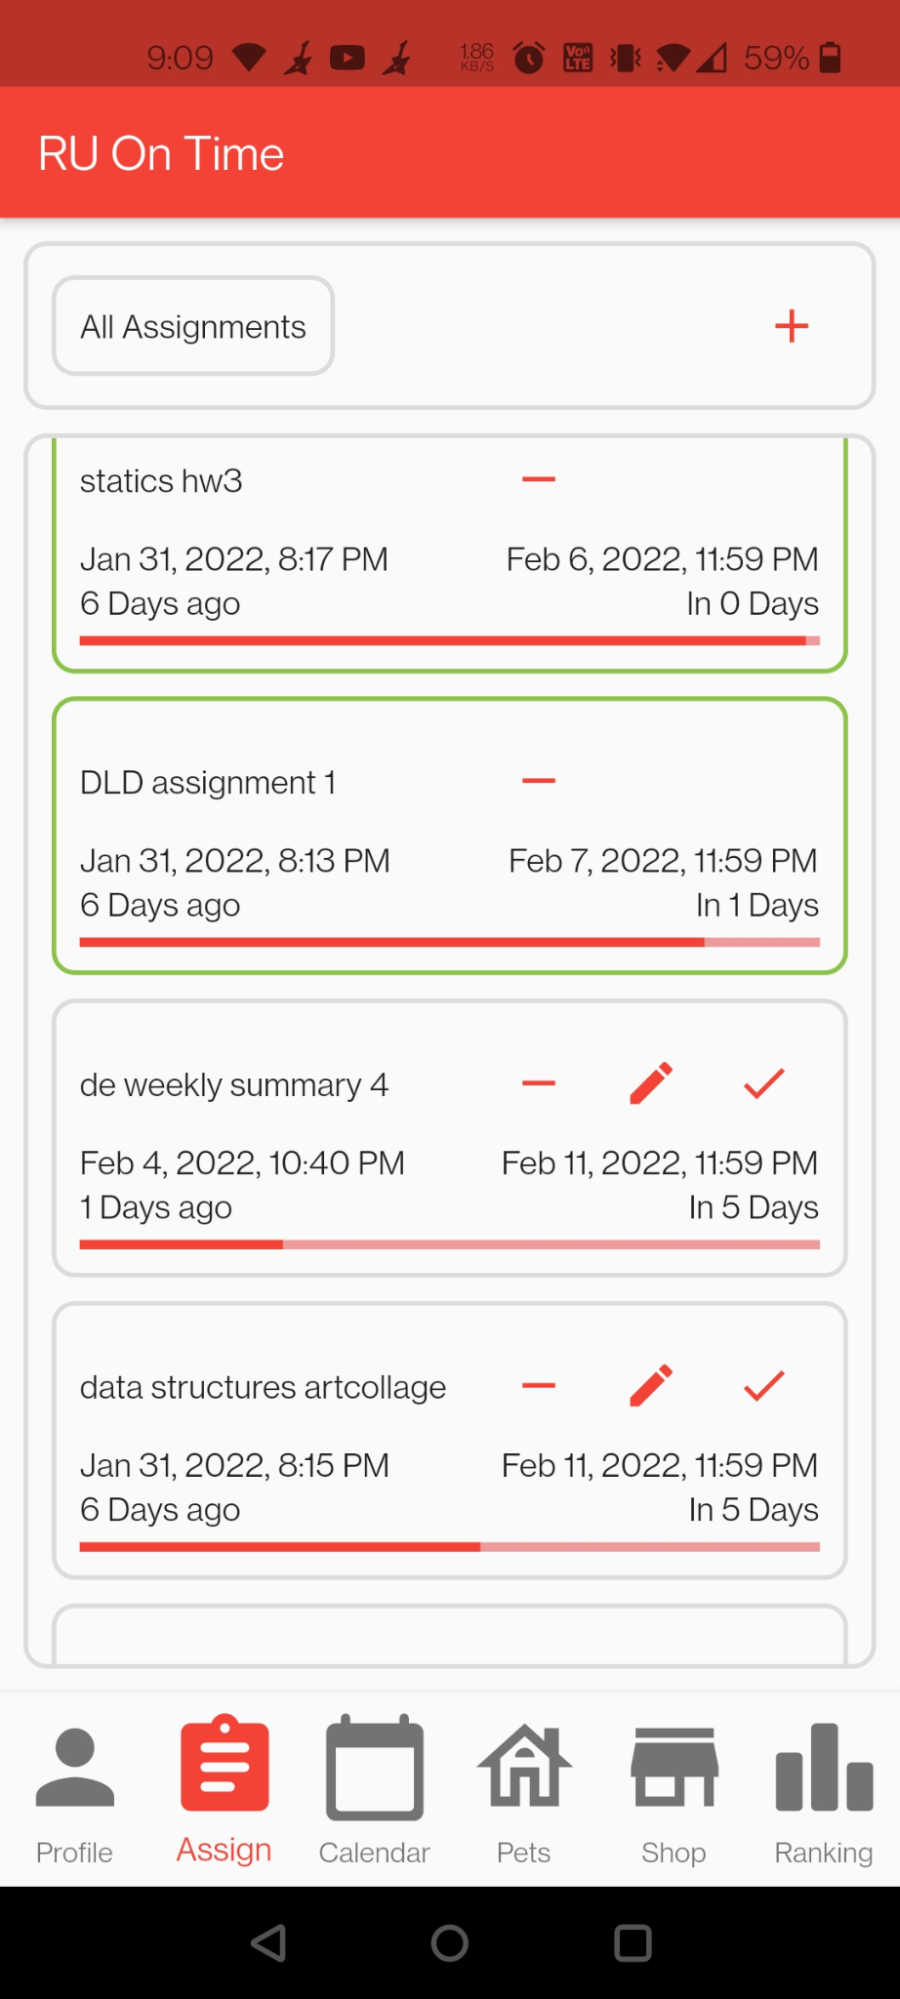 9:09 1.86 KB/S Vo LTE 59%
RU On Time
All Assignments
statics hw3
Jan 31, 2022, 8:17 PM Feb 6, 2022, 11:59 PM
6 Days ago In 0 Days
DLD assignment 1
Jan 31, 2022, 8:13 PM Feb 7, 2022, 11:59 PM
6 Days ago In 1 Days
de weekly summary 4
Feb 4, 2022, 10:40 PM Feb 11, 2022, 11:59 PM
1 Days ago In 5 Days
data structures artcollage
Jan 31, 2022, 8:15 PM Feb 11, 2022, 11:59 PM
6 Days ago In 5 Days
Profile Assign Calendar Pets Shop Ranking